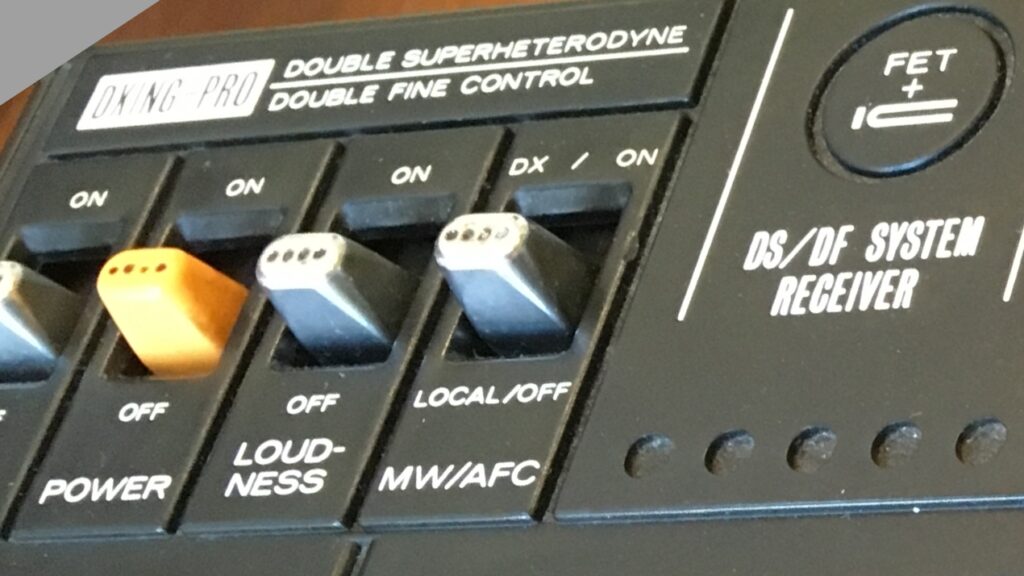 DXING-PRO
DOUBLE SUPERHETERODYNE
DOUBLE FINE CONTROL
FET
+
IC
DS/DF SYSTEM
RECEIVER
ON
ON
ON
DX / ON
OFF
OFF
LOCAL/OFF
POWER
LOUD-
NESS
MW//AFC